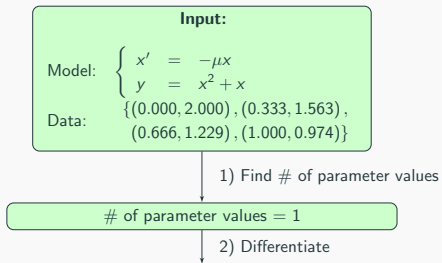 Input:
Model: { x′ = −μx
y = x² + x
Data: {(0.000, 2.000) , (0.333, 1.563) ,
(0.666, 1.229) , (1.000, 0.974)}
1) Find # of parameter values
# of parameter values = 1
2) Differentiate